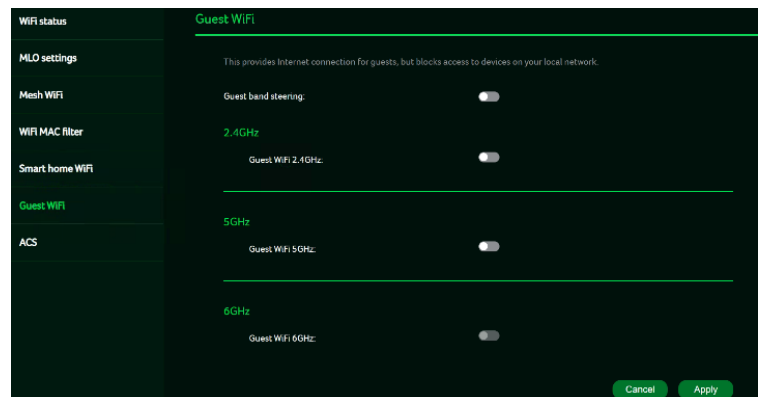 WiFi status
MLO settings
Mesh WiFi
WiFi MAC filter
Smart home WiFi
Guest WiFi
ACS
Guest WiFi
This provides Internet connection for guests, but blocks access to devices on your local network.
Guest band steering:
2.4GHz
Guest WiFi 2.4GHz:
5GHz
Guest WiFi 5GHz:
6GHz
Guest WiFi 6GHz:
Cancel Apply